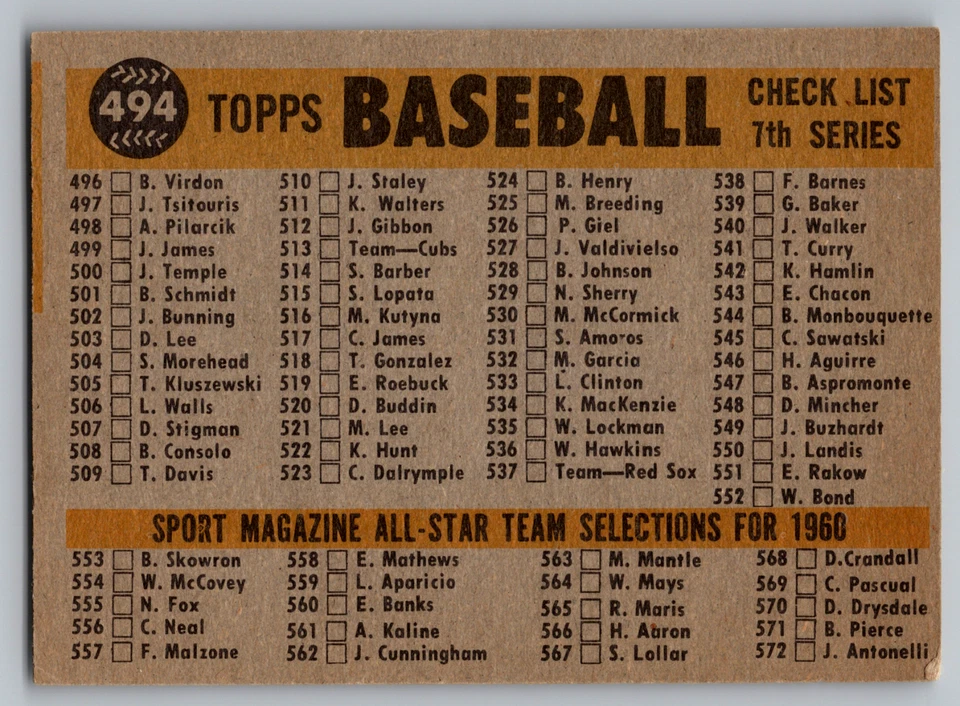 494 TOPPS BASEBALL CHECK LIST
7th SERIES
496 B. Virdon
497 J. Tsitouris
498 A. Pilarcik
499 J. James
500 J. Temple
501 B. Schmidt
502 J. Bunning
503 D. Lee
504 S. Morehead
505 T. Kluszewski
506 L. Walls
507 D. Stigman
508 B. Consolo
509 T. Davis
510 J. Staley
511 K. Walters
512 J. Gibbon
513 Team—Cubs
514 S. Barber
515 S. Lopata
516 M. Kutyna
517 C. James
518 T. Gonzalez
519 E. Roebuck
520 D. Buddin
521 M. Lee
522 K. Hunt
523 C. Dalrymple
524 B. Henry
525 M. Breeding
526 P. Giel
527 J. Valdivielso
528 B. Johnson
529 N. Sherry
530 M. McCormick
531 S. Amoros
532 M. Garcia
533 L. Clinton
534 K. MacKenzie
535 W. Lockman
536 W. Hawkins
537 Team—Red Sox
538 F. Barnes
539 G. Baker
540 J. Walker
541 T. Curry
542 K. Hamlin
543 E. Chacon
544 B. Monbouquette
545 C. Sawatski
546 H. Aguirre
547 B. Aspromonte
548 D. Mincher
549 J. Buzhardt
550 J. Landis
551 E. Rakow
552 W. Bond
SPORT MAGAZINE ALL-STAR TEAM SELECTIONS FOR 1960
553 B. Skowron
554 W. McCovey
555 N. Fox
556 C. Neal
557 F. Malzone
558 E. Mathews
559 L. Aparicio
560 E. Banks
561 A. Kaline
562 J. Cunningham
563 M. Mantle
564 W. Mays
565 R. Maris
566 H. Aaron
567 S. Lollar
568 D.Crandall
569 C. Pascual
570 D. Drysdale
571 B. Pierce
572 J. Antonelli